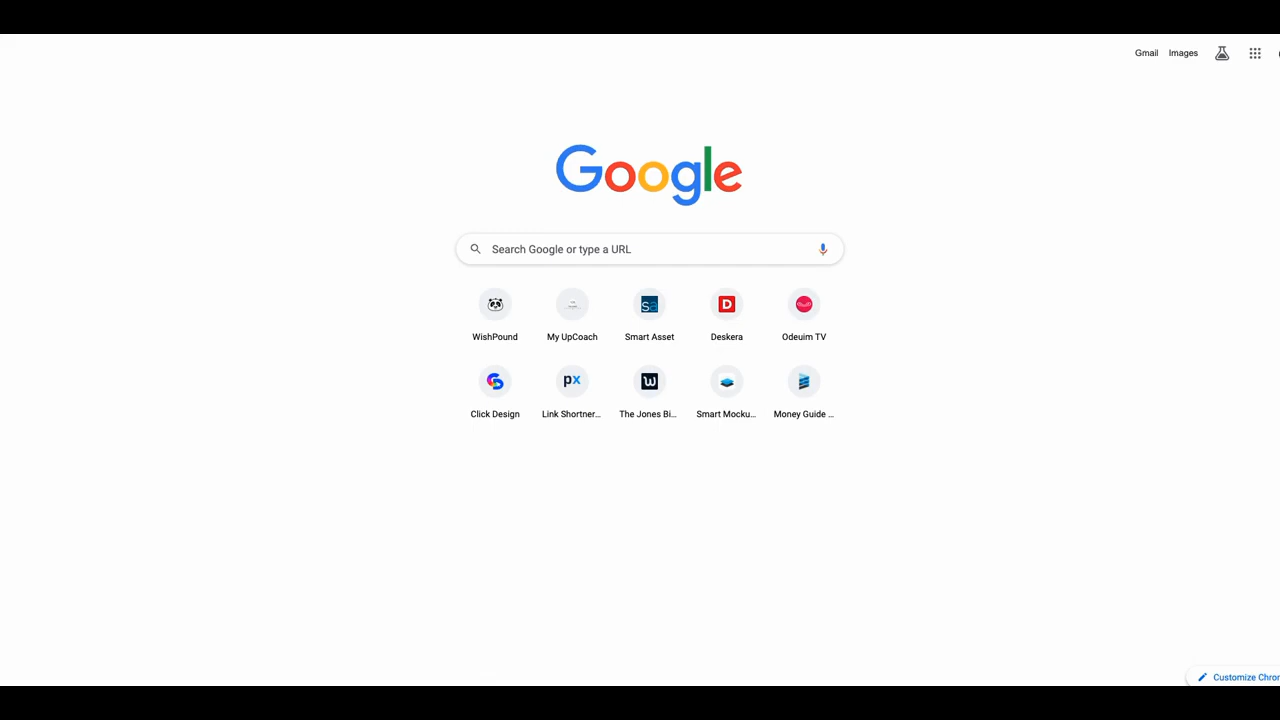 Gmail Images
Google
Search Google or type a URL
WishPound My UpCoach Smart Asset Deskera Odeuim TV
Click Design Link Shortner... The Jones Bi... Smart Mocku... Money Guide ...
Customize Chror